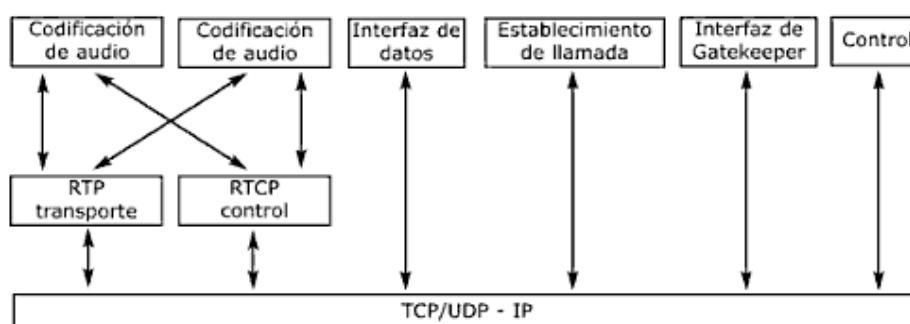 Codificación
de audio
Codificación
de audio
Interfaz de
datos
Establecimiento
de llamada
Interfaz de
Gatekeeper
Control
RTP
transporte
RTCP
control
TCP/UDP - IP